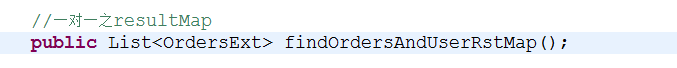 //一对一之resultMap
public List<OrdersExt> findOrdersAndUserRstMap();